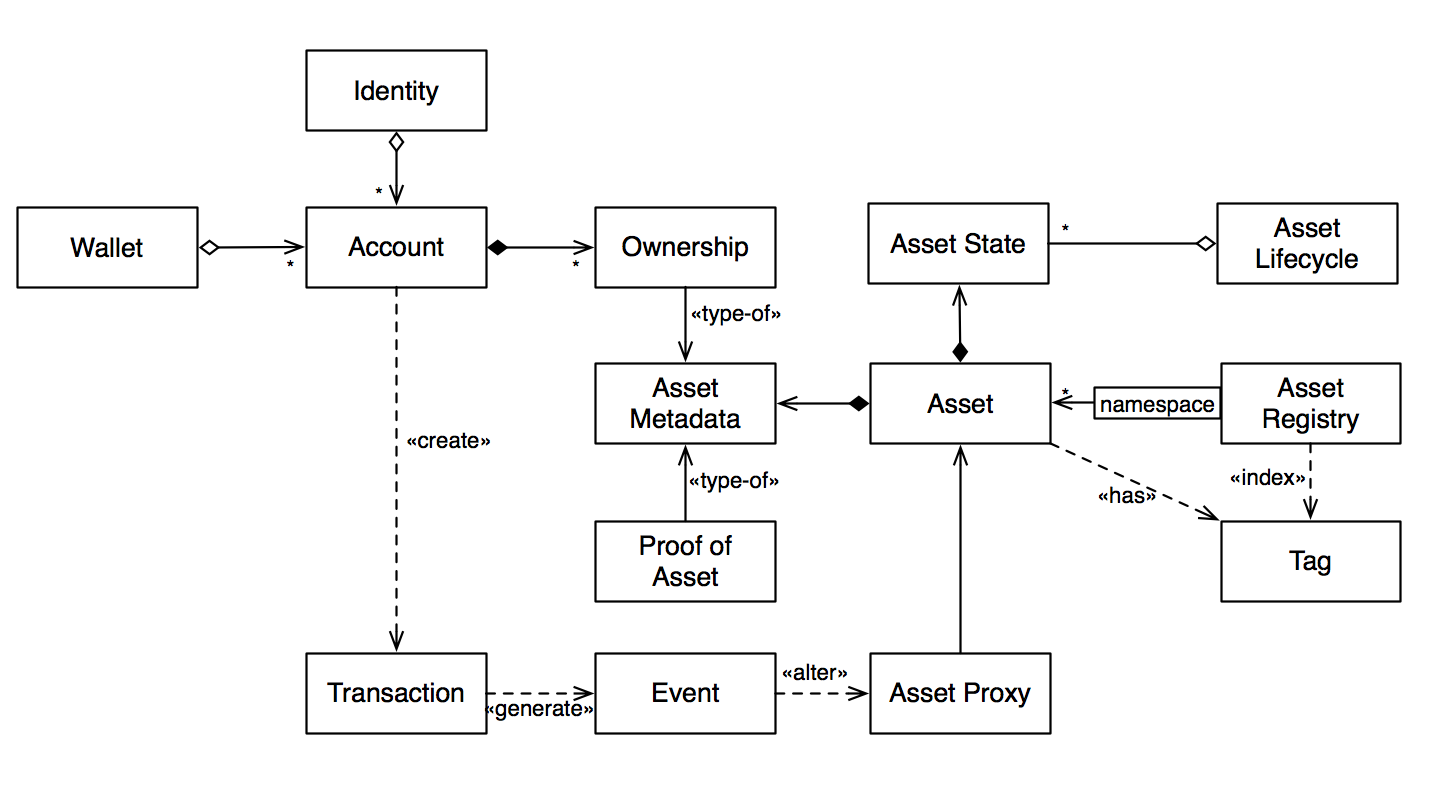 Identity
*
Wallet
*
Account
*
Ownership
Asset State
*
Asset
Lifecycle
«type-of»
Asset
Metadata
Asset
*
namespace
Asset
Registry
«create»
«type-of»
«has»
«index»
Proof of
Asset
Tag
Transaction
«generate»
Event
«alter»
Asset Proxy